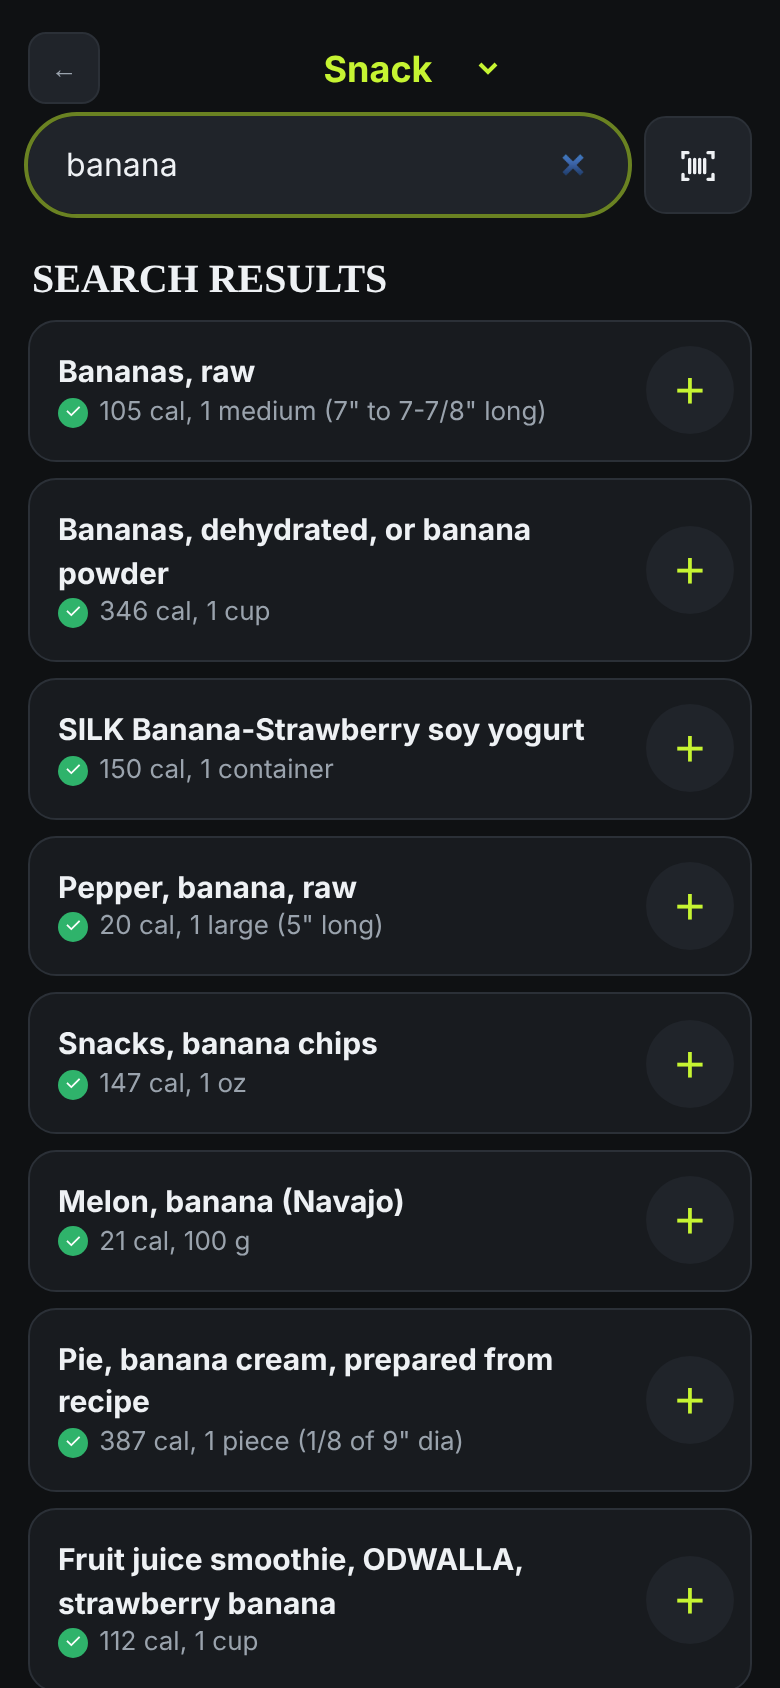 ←
Snack
banana
SEARCH RESULTS
Bananas, raw
105 cal, 1 medium (7" to 7-7/8" long)
Bananas, dehydrated, or banana
powder
346 cal, 1 cup
SILK Banana-Strawberry soy yogurt
150 cal, 1 container
Pepper, banana, raw
20 cal, 1 large (5" long)
Snacks, banana chips
147 cal, 1 oz
Melon, banana (Navajo)
21 cal, 100 g
Pie, banana cream, prepared from
recipe
387 cal, 1 piece (1/8 of 9" dia)
Fruit juice smoothie, ODWALLA,
strawberry banana
112 cal, 1 cup